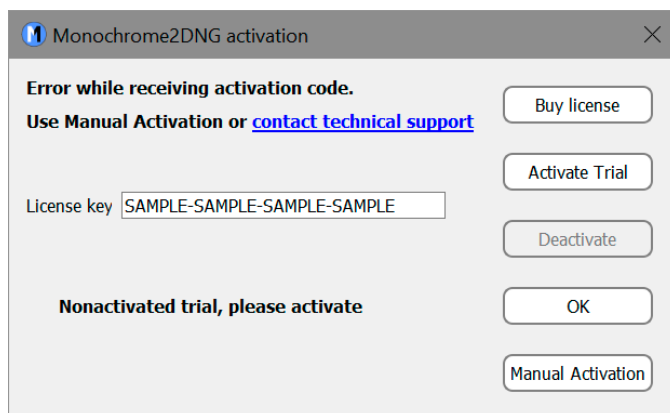 Monochrome2DNG activation
Error while receiving activation code.
Use Manual Activation or contact technical support
Buy license
Activate Trial
License key SAMPLE-SAMPLE-SAMPLE-SAMPLE
Deactivate
Nonactivated trial, please activate
OK
Manual Activation